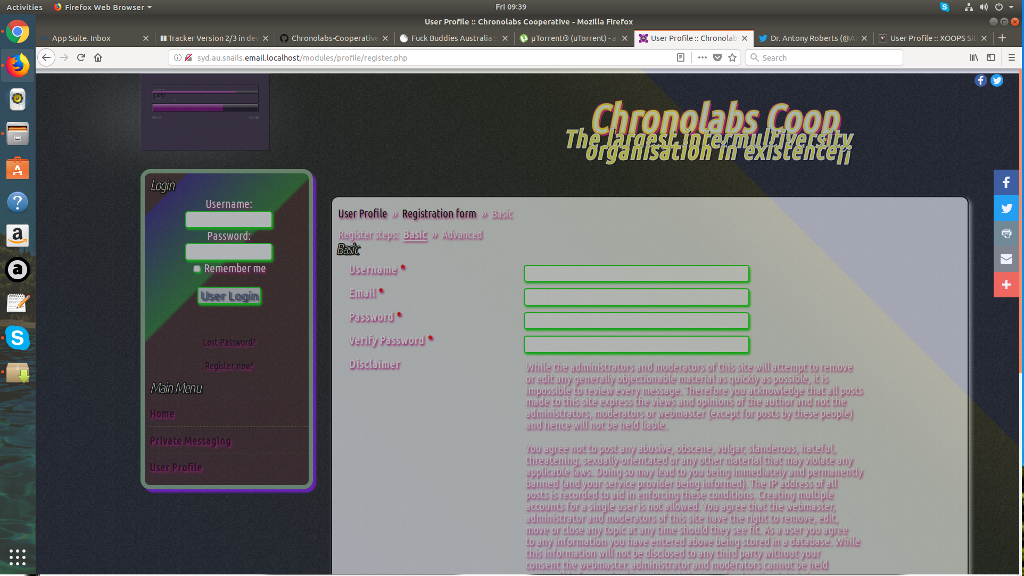 Activities Firefox Web Browser Fri 09:39
User Profile :: Chronolabs Cooperative - Mozilla Firefox
App Suite. Inbox Tracker Version 2/3 in de Chronolabs-Cooperative Fuck Buddies Australia µTorrent® (uTorrent) - a User Profile :: Chronolab Dr. Antony Roberts (@A User Profile :: XOOPS Si
syd.au.snails.email.localhost/modules/profile/register.php Search
Chronolabs Coop
The largest intermultiversity
organisation in existence¡¡
Login
Username:
Password:
Remember me
User Login
Lost Password?
Register now!
Main Menu
Home
Private Messaging
User Profile
User Profile » Registration form » Basic
Register steps: Basic » Advanced
Basic
Username *
Email *
Password *
Verify Password *
Disclaimer
While the administrators and moderators of this site will attempt to remove
or edit any generally objectionable material as quickly as possible, it is
impossible to review every message. Therefore you acknowledge that all posts
made to this site express the views and opinions of the author and not the
administrators, moderators or webmaster (except for posts by these people)
and hence will not be held liable.
You agree not to post any abusive, obscene, vulgar, slanderous, hateful,
threatening, sexually-orientated or any other material that may violate any
applicable laws. Doing so may lead to you being immediately and permanently
banned (and your service provider being informed). The IP address of all
posts is recorded to aid in enforcing these conditions. Creating multiple
accounts for a single user is not allowed. You agree that the webmaster,
administrator and moderators of this site have the right to remove, edit,
move or close any topic at any time should they see fit. As a user you agree
to any information you have entered above being stored in a database. While
this information will not be disclosed to any third party without your
consent the webmaster, administrator and moderators cannot be held